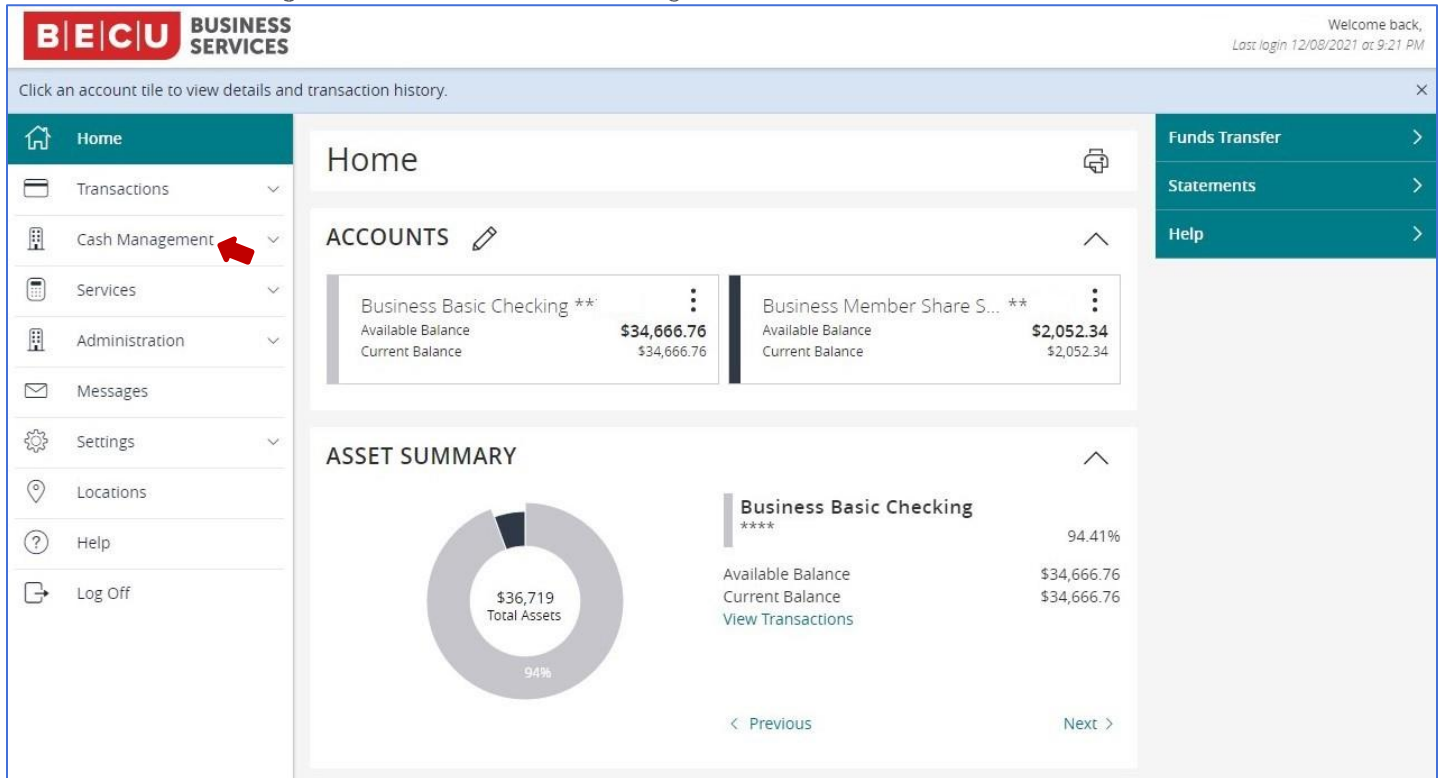 B|E|C|U BUSINESS SERVICES
Welcome back,
Last login 12/08/2021 at 9:21 PM
Click an account tile to view details and transaction history.
Home
Transactions
Cash Management
Services
Administration
Messages
Settings
Locations
Help
Log Off
Home
ACCOUNTS
Business Basic Checking **
Available Balance $34,666.76
Current Balance $34,666.76
Business Member Share S... **
Available Balance $2,052.34
Current Balance $2,052.34
ASSET SUMMARY
$36,719
Total Assets
94%
Business Basic Checking
****
94.41%
Available Balance $34,666.76
Current Balance $34,666.76
View Transactions
< Previous
Next >
Funds Transfer
Statements
Help